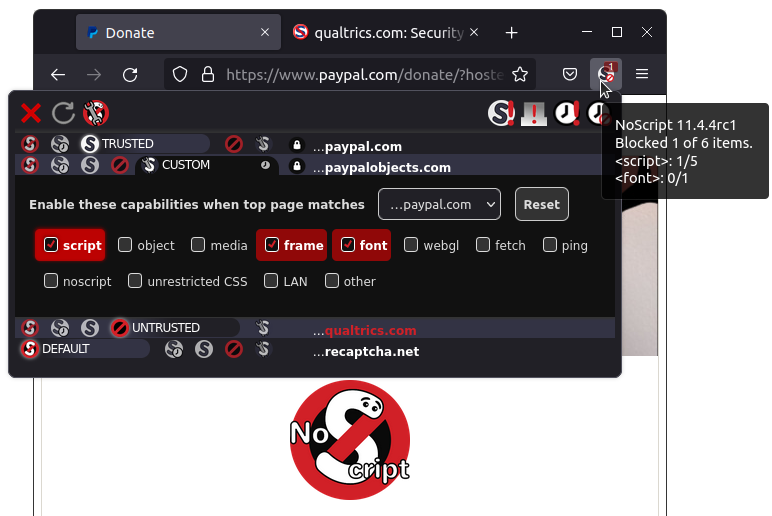 Donate
qualtrics.com: Security
https://www.paypal.com/donate/?hoste
1
NoScript 11.4.4rc1
Blocked 1 of 6 items.
<script>: 1/5
<font>: 0/1
TRUSTED
...paypal.com
CUSTOM
...paypalobjects.com
Enable these capabilities when top page matches
...paypal.com
Reset
script
object
media
frame
font
webgl
fetch
ping
noscript
unrestricted CSS
LAN
other
UNTRUSTED
...qualtrics.com
DEFAULT
...recaptcha.net
No
Script